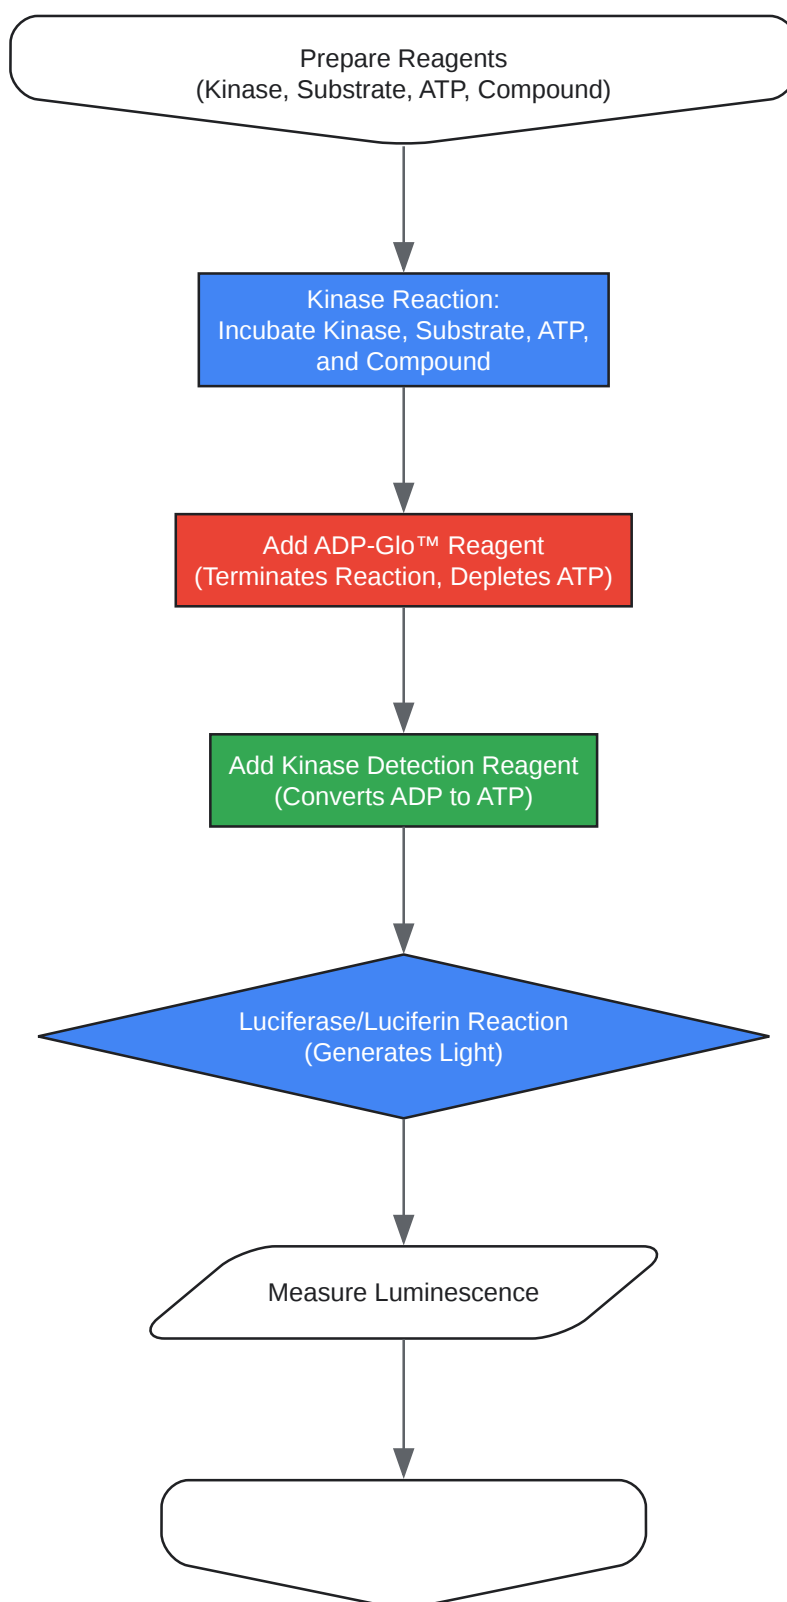 Prepare Reagents
(Kinase, Substrate, ATP, Compound)
Kinase Reaction:
Incubate Kinase, Substrate, ATP,
and Compound
Add ADP-Glo™ Reagent
(Terminates Reaction, Depletes ATP)
Add Kinase Detection Reagent
(Converts ADP to ATP)
Luciferase/Luciferin Reaction
(Generates Light)
Measure Luminescence